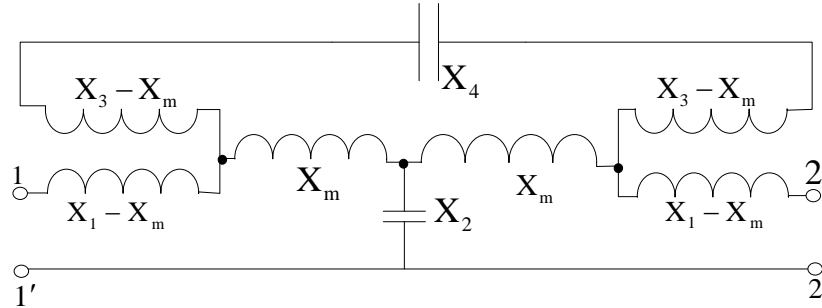 X₄
X₃ − Xₘ
X₃ − Xₘ
1
Xₘ
Xₘ
2
X₁ − Xₘ
X₂
X₁ − Xₘ
1′
2